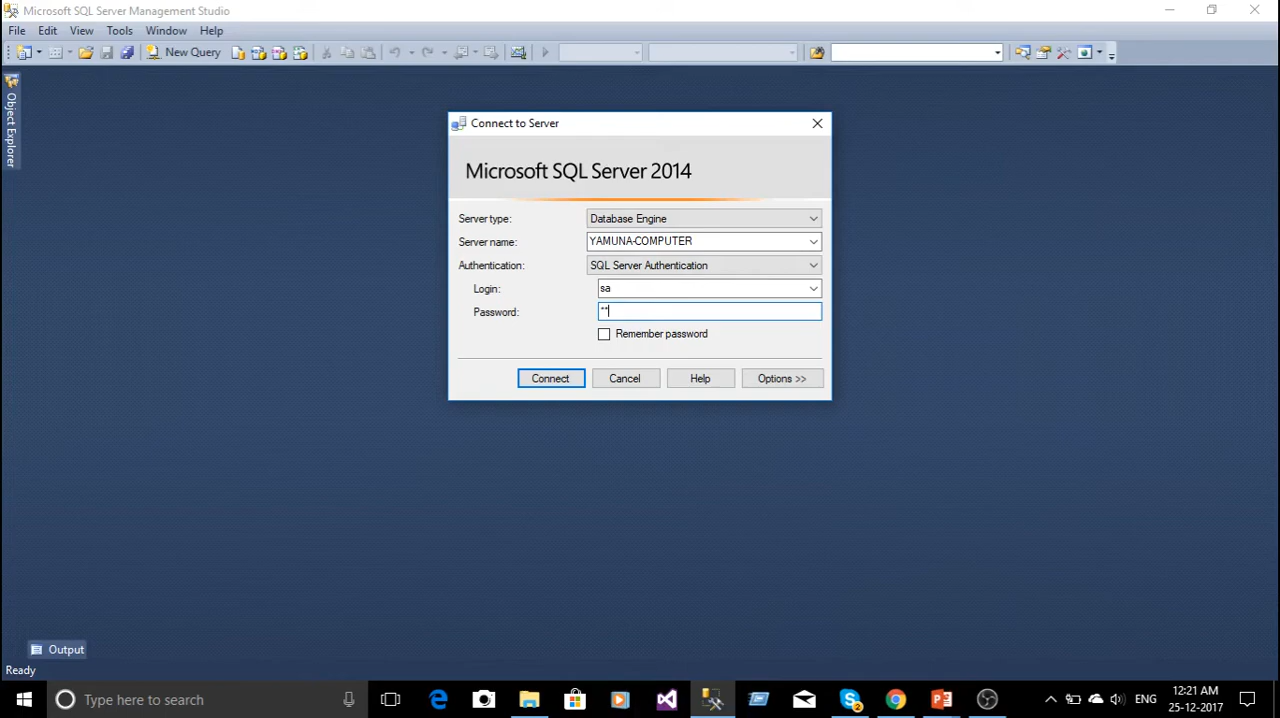 Microsoft SQL Server Management Studio
File Edit View Tools Window Help
New Query
Object Explorer
Connect to Server
Microsoft SQL Server 2014
Server type: Database Engine
Server name: YAMUNA-COMPUTER
Authentication: SQL Server Authentication
Login: sa
Password: **
Remember password
Connect Cancel Help Options >>
Output
Ready
Type here to search
2
ENG
12:21 AM
25-12-2017